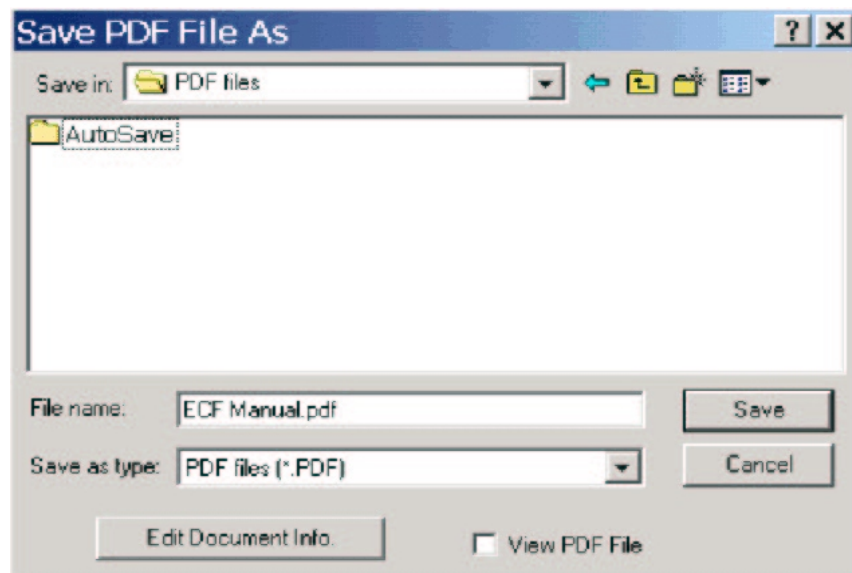 Save PDF File As
Save in: PDF files
AutoSave
File name: ECF Manual.pdf Save
Save as type: PDF files (*.PDF) Cancel
Edit Document Info. View PDF File